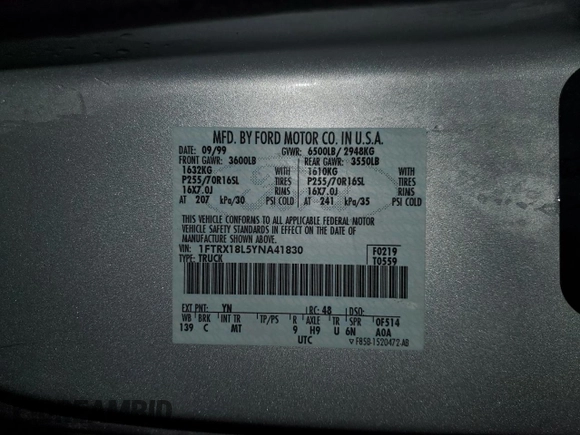 MFD. BY FORD MOTOR CO. IN U.S.A.
DATE: 09/99 GVWR: 6500LB/ 2948KG
FRONT GAWR: 3600LB REAR GAWR: 3550LB
1632KG WITH 1610KG WITH
P255/70R16SL TIRES P255/70R16SL TIRES
16X7.0J RIMS 16X7.0J RIMS
AT 207 kPa/30 PSI COLD AT 241 kPa/35 PSI COLD
THIS VEHICLE CONFORMS TO ALL APPLICABLE FEDERAL MOTOR
VEHICLE SAFETY STANDARDS IN EFFECT ON THE DATE OF
MANUFACTURE SHOWN ABOVE.
VIN: 1FTRX18L5YNA41830 F0219
TYPE: TRUCK T0559
EXT PNT: YN RC: 48 DSO:
WB BRK INT TR TP/PS R AXLE TR SPR 0F514
139 C MT 9 H9 U 6N A0A
UTC ▽ F85B-1520472-AB